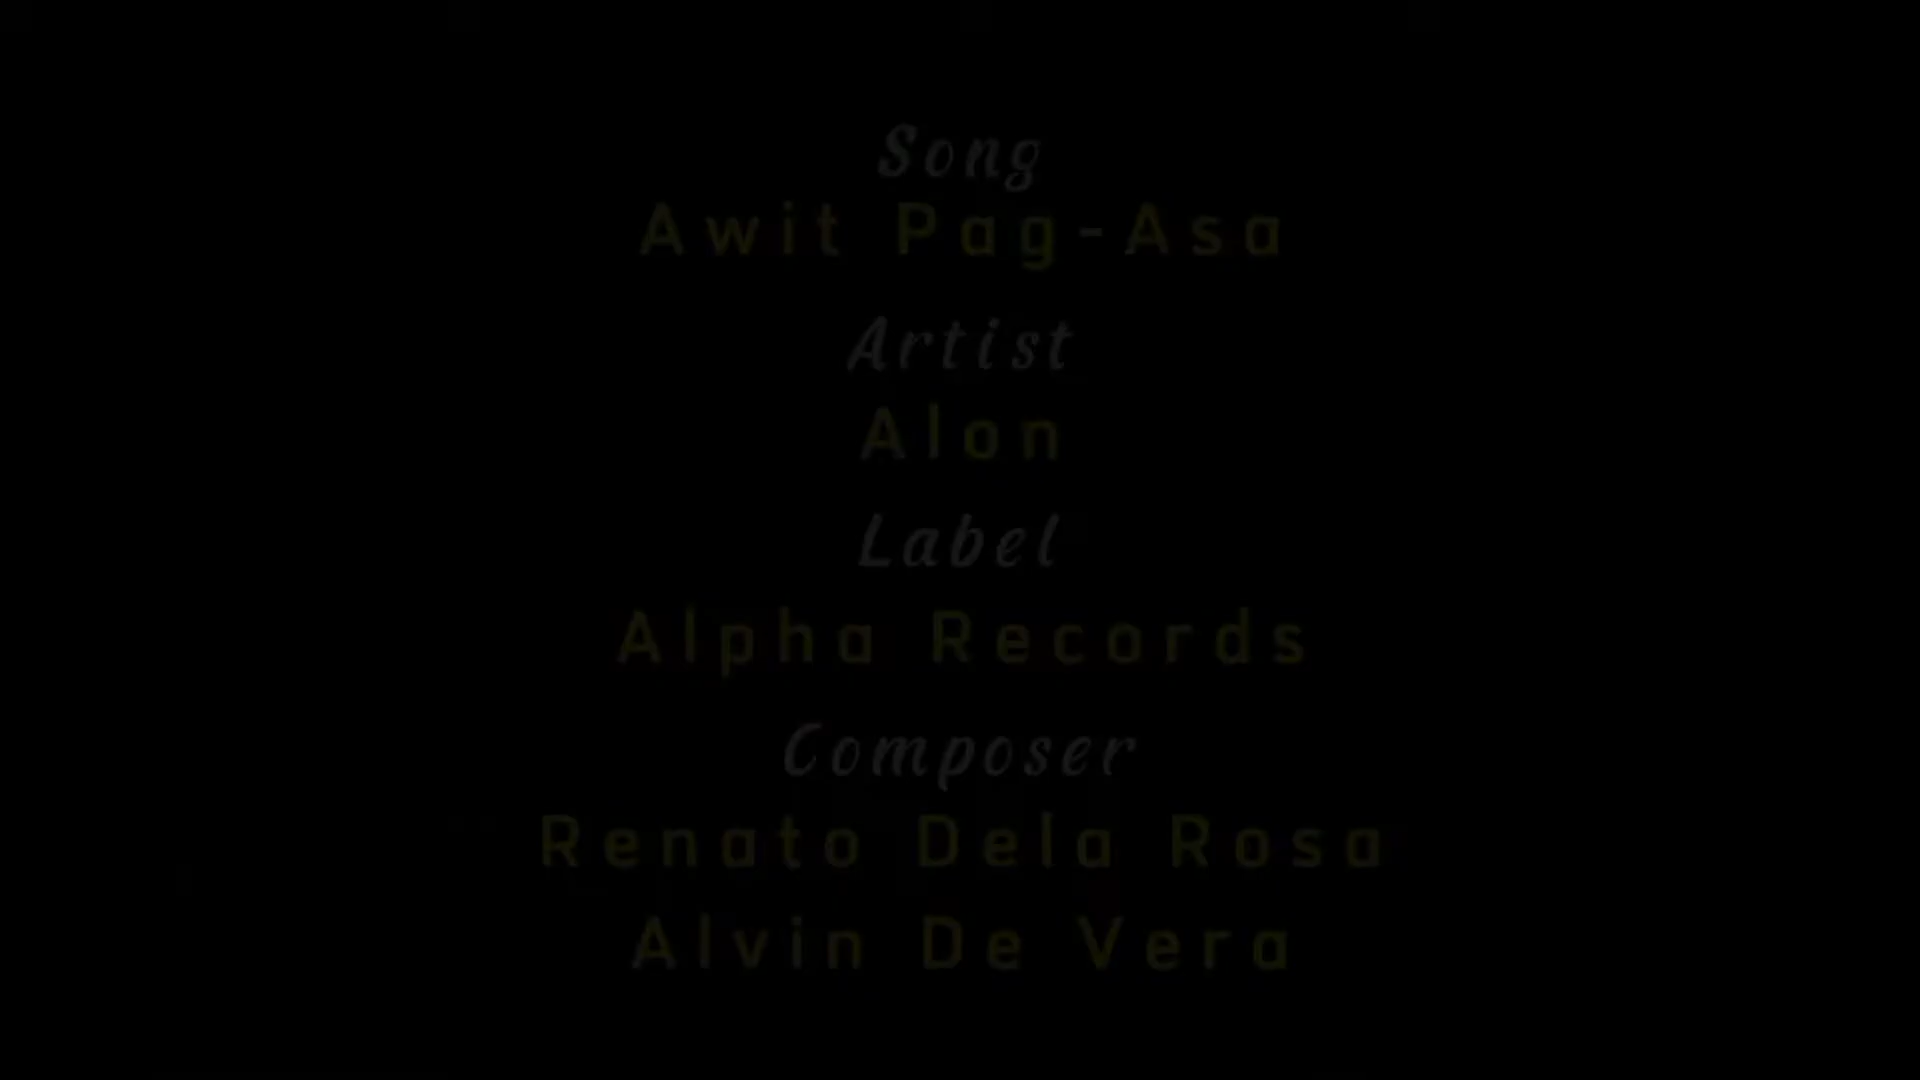 Song
Awit Pag-Asa
Artist
Alon
Label
Alpha Records
Composer
Renato Dela Rosa
Alvin De Vera